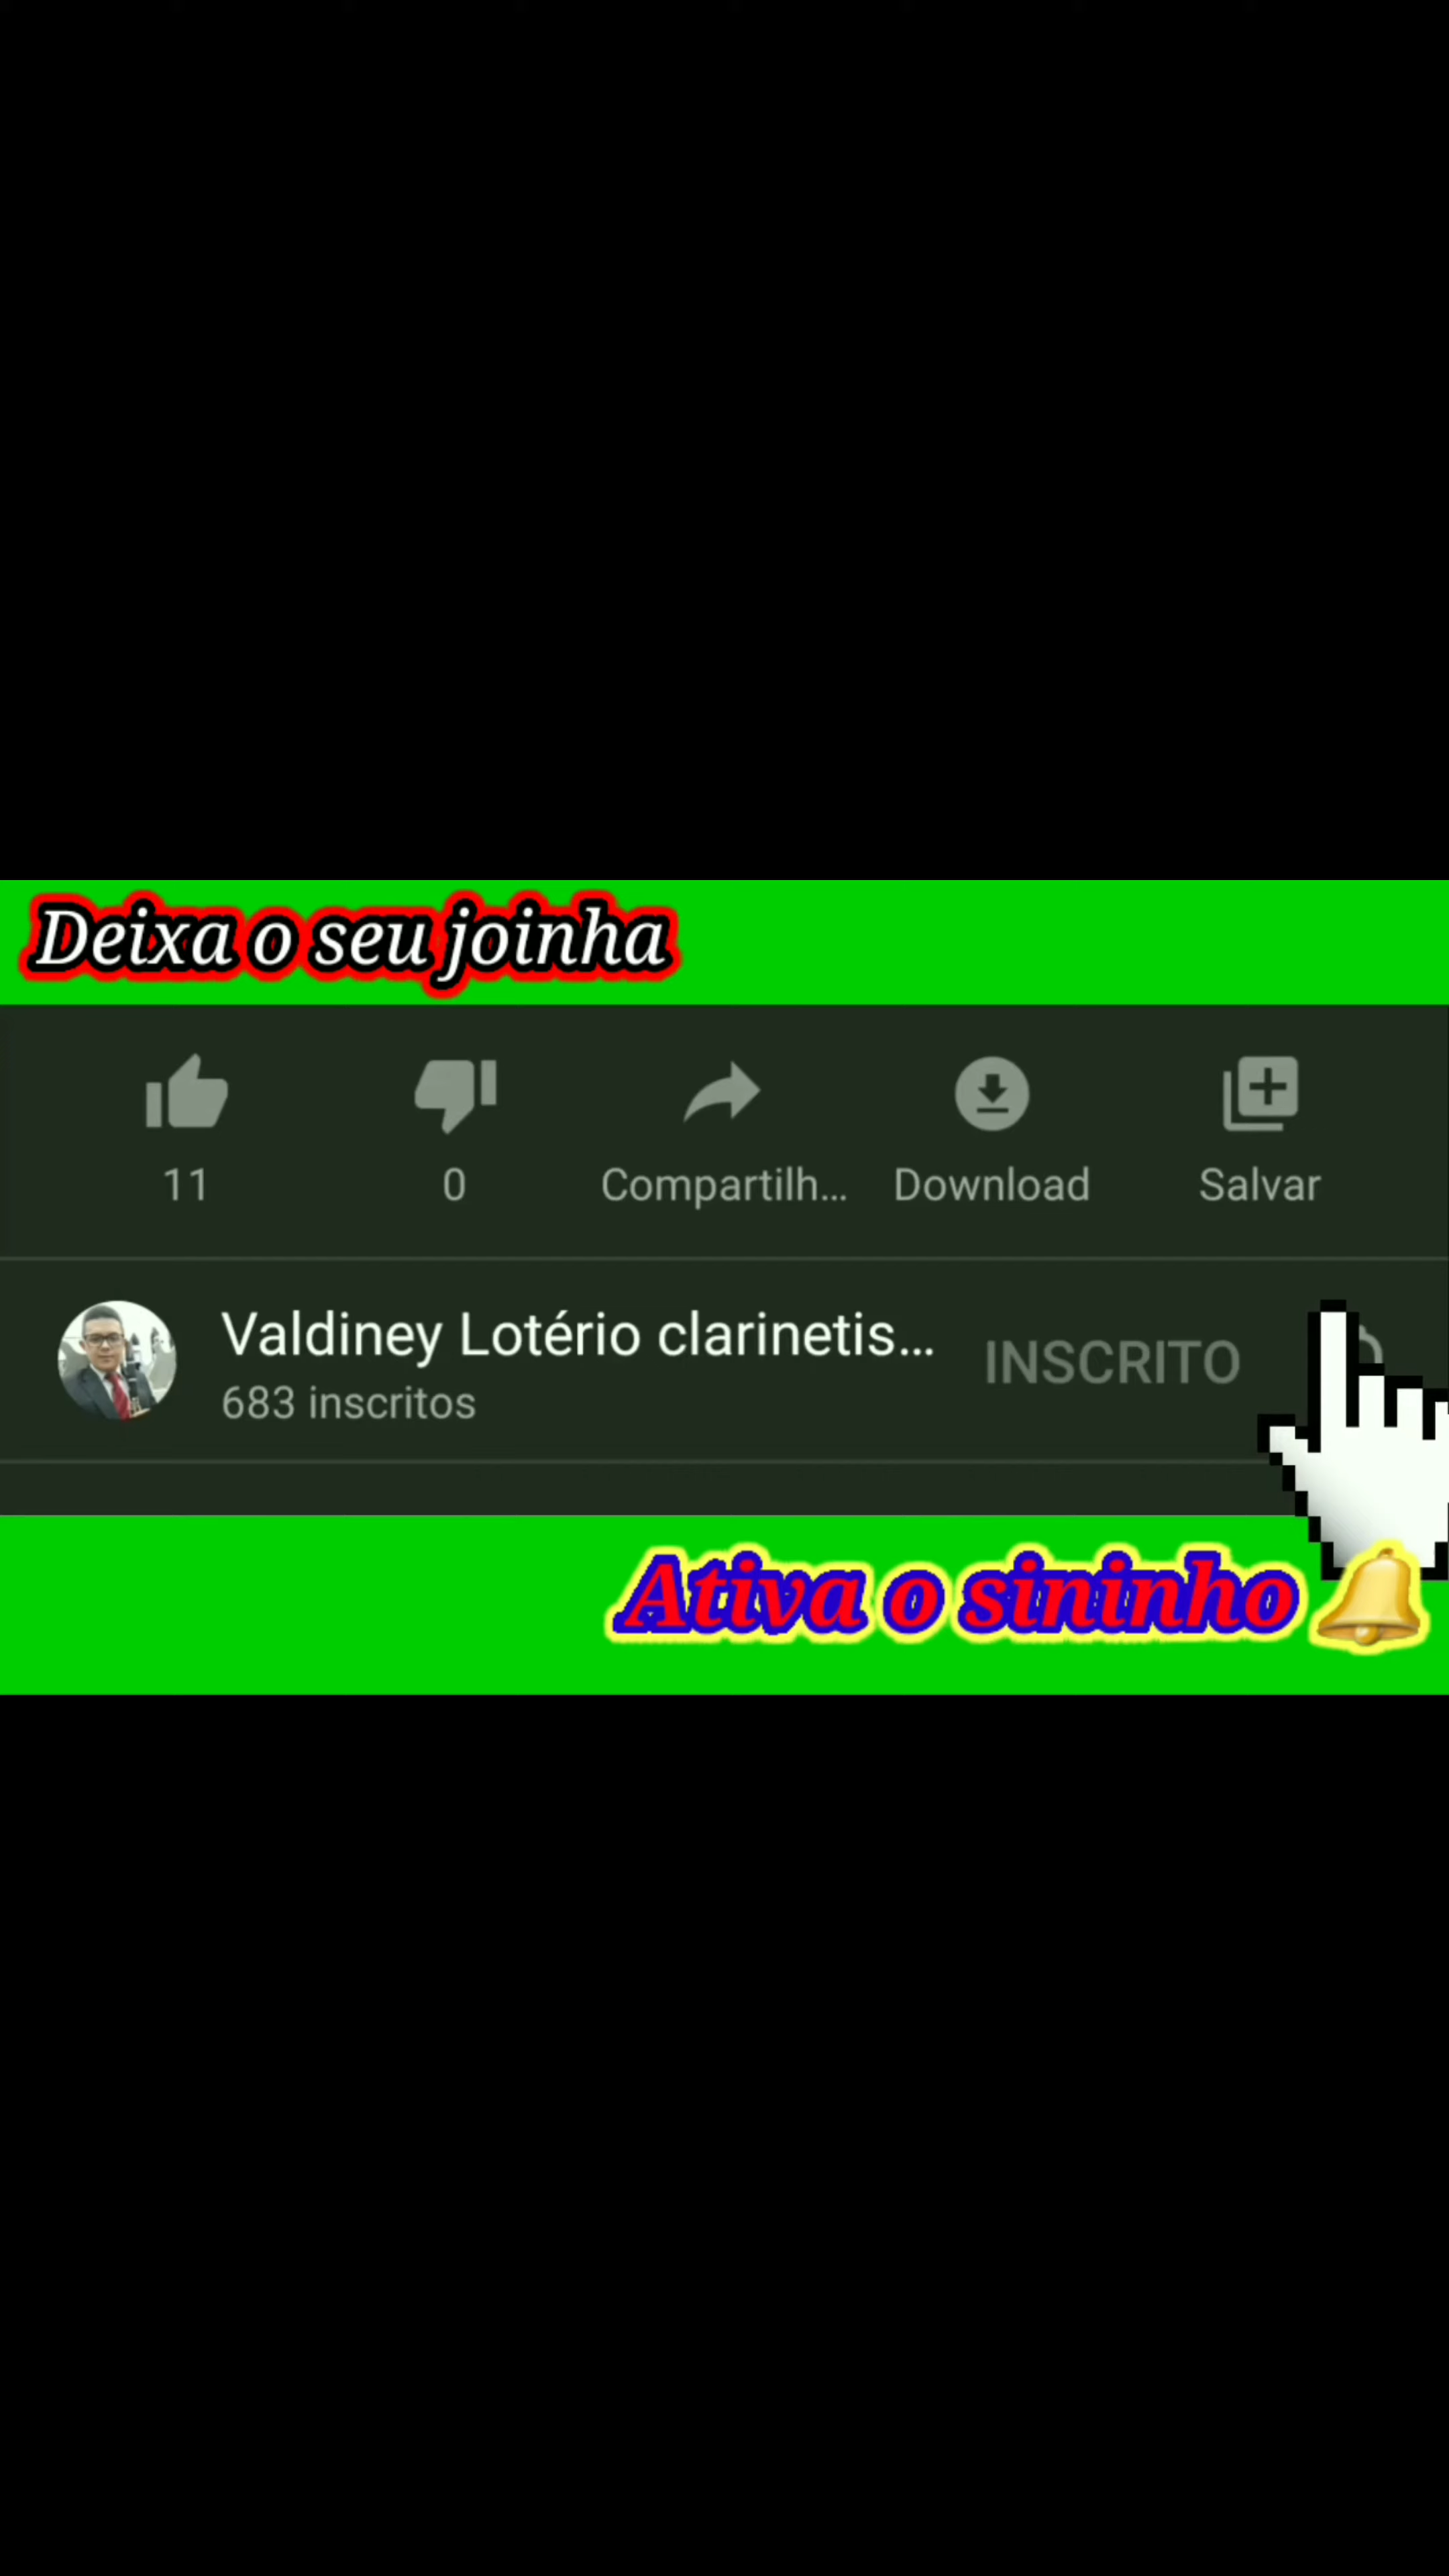 Deixa o seu joinha
11
0
Compartilh...
Download
Salvar
Valdiney Lotério clarinetis...
INSCRITO
683 inscritos
Ativa o sininho